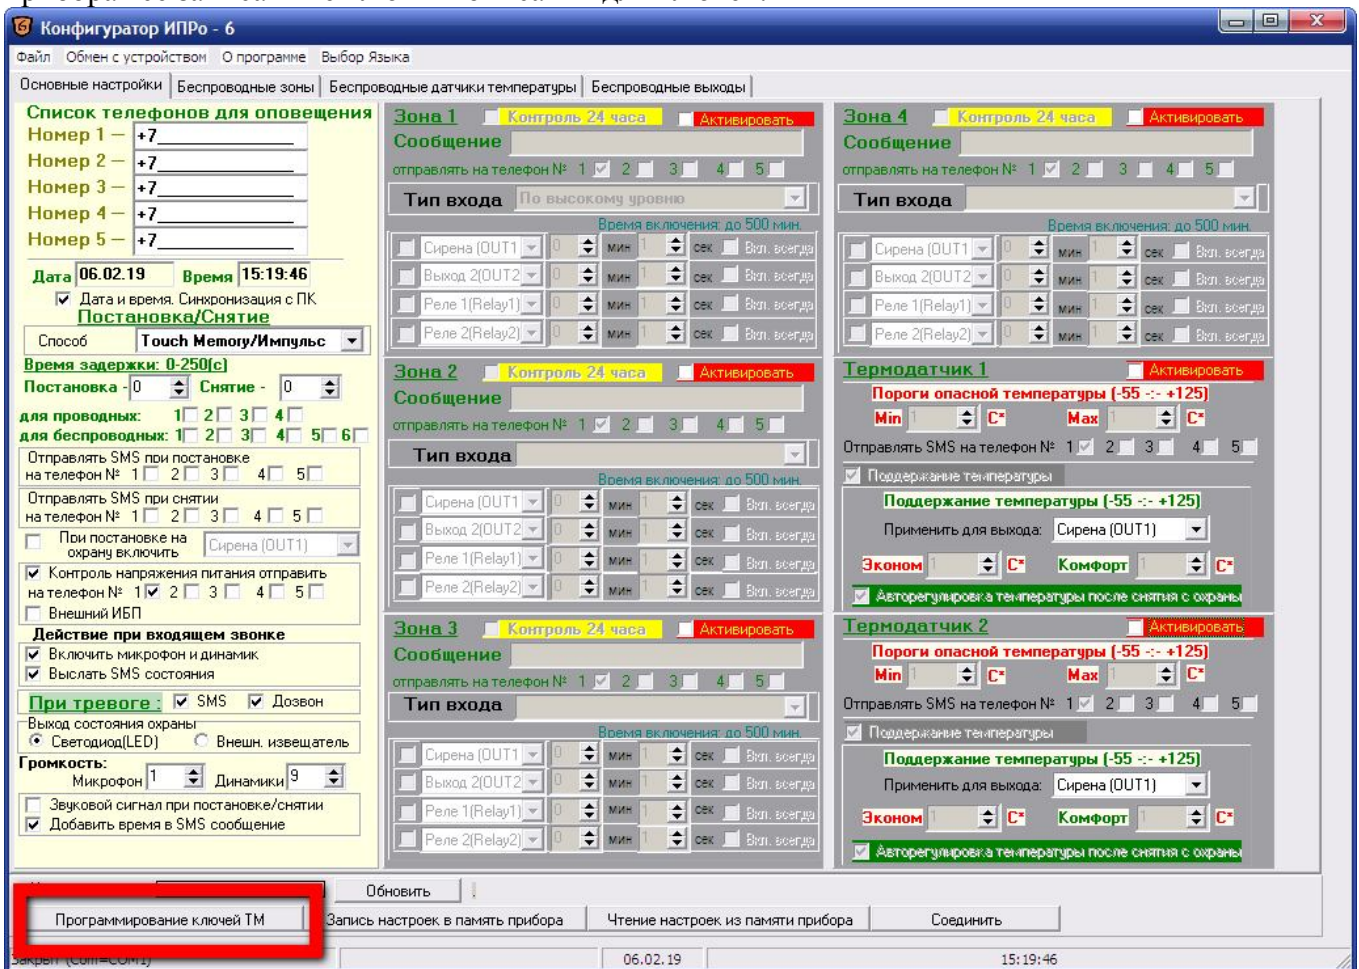 Конфигуратор ИПРо - 6
Файл Обмен с устройством О программе Выбор Языка
Основные настройки Беспроводные зоны Беспроводные датчики температуры Беспроводные выходы
Список телефонов для оповещения
Номер 1 – +7__________
Номер 2 – +7__________
Номер 3 – +7__________
Номер 4 – +7__________
Номер 5 – +7__________
Дата 06.02.19 Время 15:19:46
Дата и время. Синхронизация с ПК
Постановка/Снятие
Способ Touch Memory/Импульс
Время задержки: 0-250(с)
Постановка - 0 Снятие - 0
для проводных: 1 2 3 4
для беспроводных: 1 2 3 4 5 6
Отправлять SMS при постановке
на телефон № 1 2 3 4 5
Отправлять SMS при снятии
на телефон № 1 2 3 4 5
При постановке на
охрану включить Сирена (OUT1)
Контроль напряжения питания отправить
на телефон № 1 2 3 4 5
Внешний ИБП
Действие при входящем звонке
Включить микрофон и динамик
Выслать SMS состояния
При тревоге : SMS Дозвон
Выход состояния охраны
Светодиод(LED) Внешн. извещатель
Громкость:
Микрофон 1 Динамики 9
Звуковой сигнал при постановке/снятии
Добавить время в SMS сообщение
Зона 1 Контроль 24 часа Активировать
Сообщение
отправлять на телефон № 1 2 3 4 5
Тип входа По высокому уровню
Время включения: до 500 мин.
Сирена (OUT1 0 мин 1 сек Вкл. всегда
Выход 2(OUT2 0 мин 1 сек Вкл. всегда
Реле 1(Relay1) 0 мин 1 сек Вкл. всегда
Реле 2(Relay2) 0 мин 1 сек Вкл. всегда
Зона 2 Контроль 24 часа Активировать
Сообщение
отправлять на телефон № 1 2 3 4 5
Тип входа
Время включения: до 500 мин.
Сирена (OUT1 0 мин 1 сек Вкл. всегда
Выход 2(OUT2 0 мин 1 сек Вкл. всегда
Реле 1(Relay1) 0 мин 1 сек Вкл. всегда
Реле 2(Relay2) 0 мин 1 сек Вкл. всегда
Зона 3 Контроль 24 часа Активировать
Сообщение
отправлять на телефон № 1 2 3 4 5
Тип входа
Время включения: до 500 мин.
Сирена (OUT1 0 мин 1 сек Вкл. всегда
Выход 2(OUT2 0 мин 1 сек Вкл. всегда
Реле 1(Relay1) 0 мин 1 сек Вкл. всегда
Реле 2(Relay2) 0 мин 1 сек Вкл. всегда
Зона 4 Контроль 24 часа Активировать
Сообщение
отправлять на телефон № 1 2 3 4 5
Тип входа
Время включения: до 500 мин.
Сирена (OUT1 0 мин 1 сек Вкл. всегда
Выход 2(OUT2 0 мин 1 сек Вкл. всегда
Реле 1(Relay1) 0 мин 1 сек Вкл. всегда
Реле 2(Relay2) 0 мин 1 сек Вкл. всегда
Термодатчик 1 Активировать
Пороги опасной температуры (-55 -:- +125)
Min 1 C* Max 1 C*
Отправлять SMS на телефон № 1 2 3 4 5
Поддержание температуры
Поддержание температуры (-55 -:- +125)
Применить для выхода: Сирена (OUT1)
Эконом 1 C* Комфорт 1 C*
Авторегулировка температуры после снятия с охраны
Термодатчик 2 Активировать
Пороги опасной температуры (-55 -:- +125)
Min 1 C* Max 1 C*
Отправлять SMS на телефон № 1 2 3 4 5
Поддержание температуры
Поддержание температуры (-55 -:- +125)
Применить для выхода: Сирена (OUT1)
Эконом 1 C* Комфорт 1 C*
Авторегулировка температуры после снятия с охраны
Обновить
Программирование ключей ТМ Запись настроек в память прибора Чтение настроек из памяти прибора Соединить
Закрыт (Com=COM1) 06.02.19 15:19:46